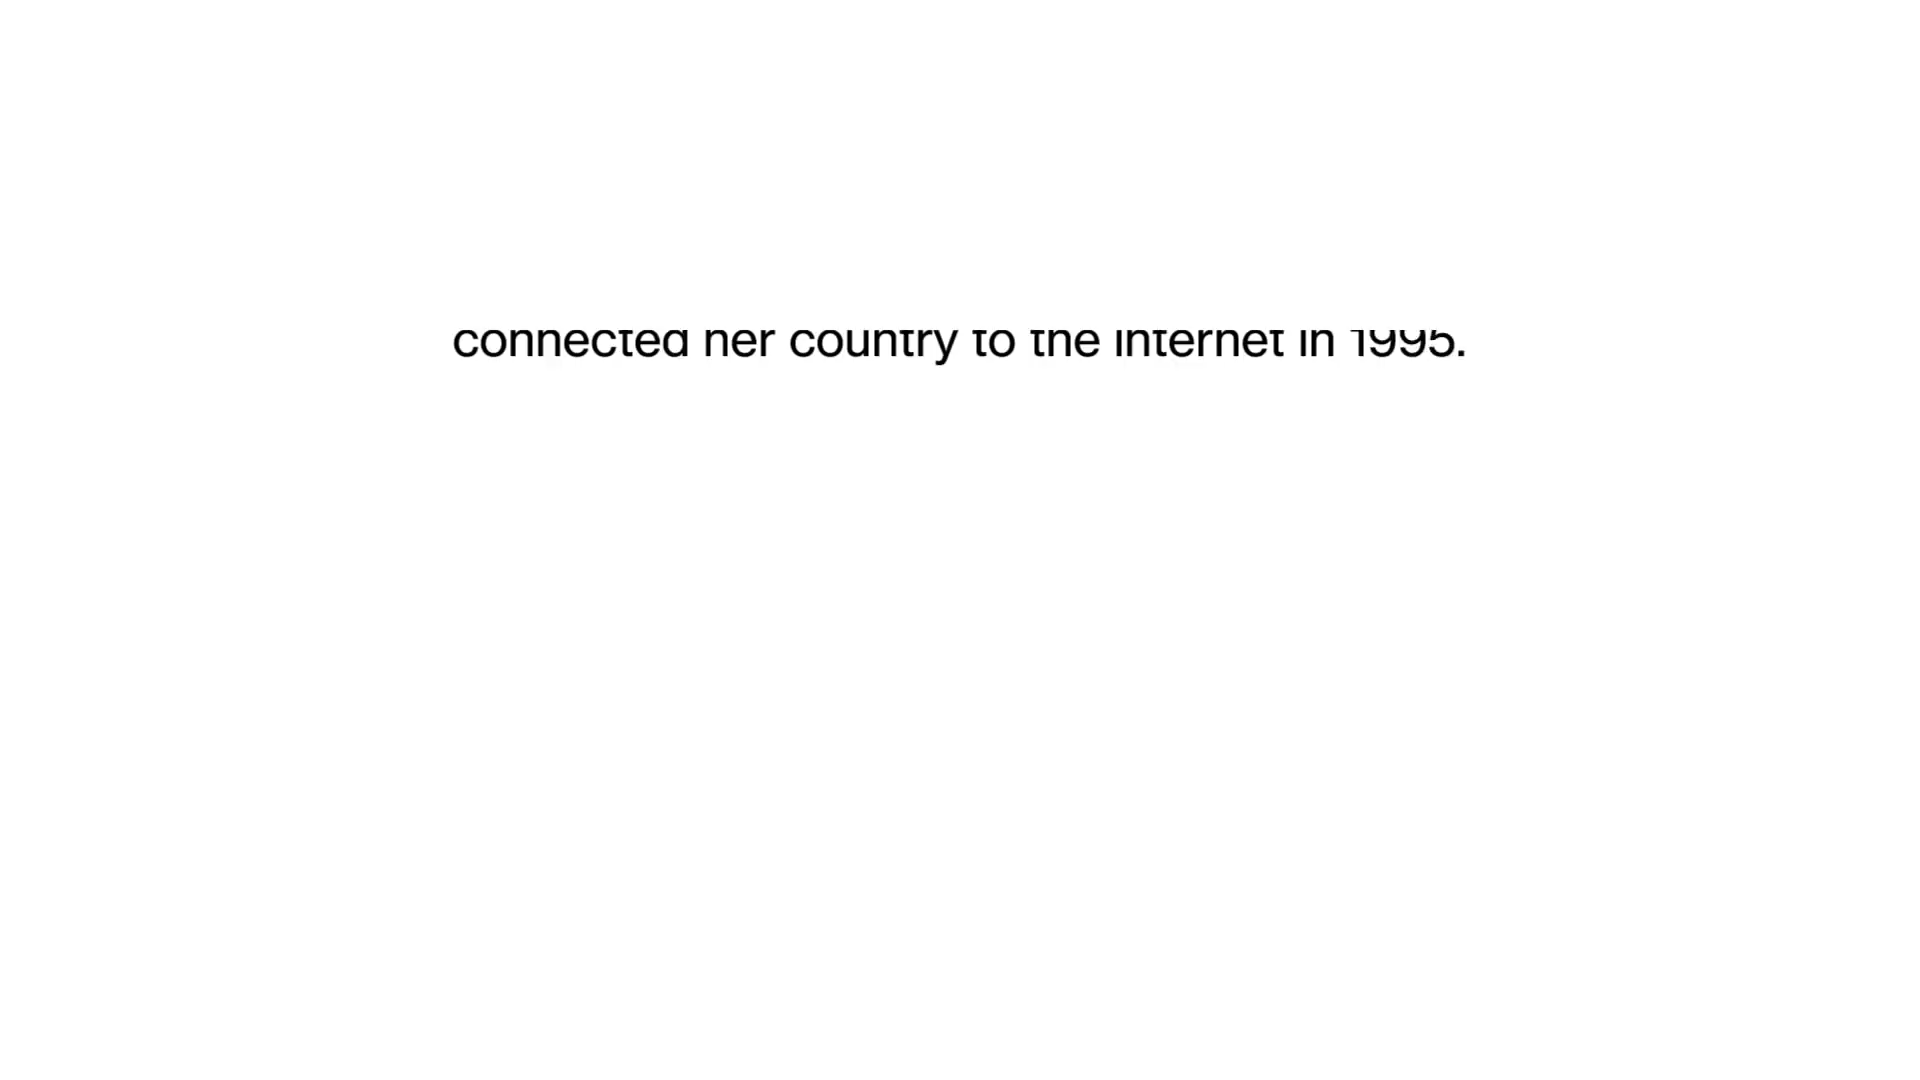 connected her country to the internet in 1995.